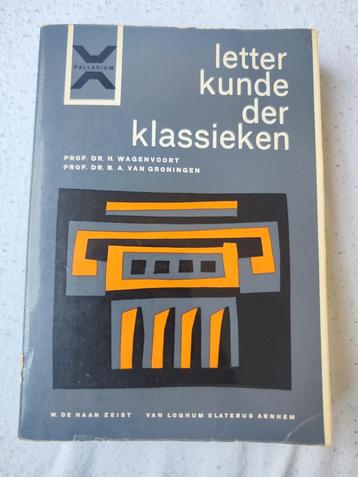 PALLADIUM
letter
kunde
der
klassieken
PROF. DR. H. WAGENVOORT
PROF. DR. B. A. VAN GRONINGEN
W. DE HAAN ZEIST VAN LOGHUM SLATERUS ARNHEM